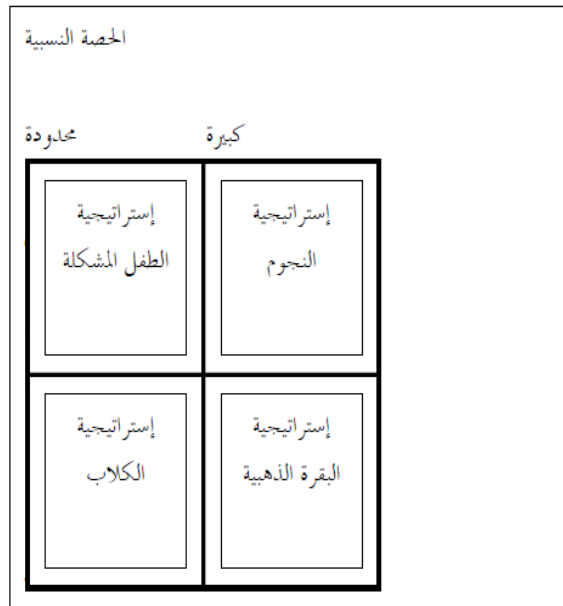 الحصة النسبية
كبيرة
محدودة
إستراتيجية
النجوم
إستراتيجية
الطفل المشكلة
إستراتيجية
البقرة الذهبية
إستراتيجية
الكلاب